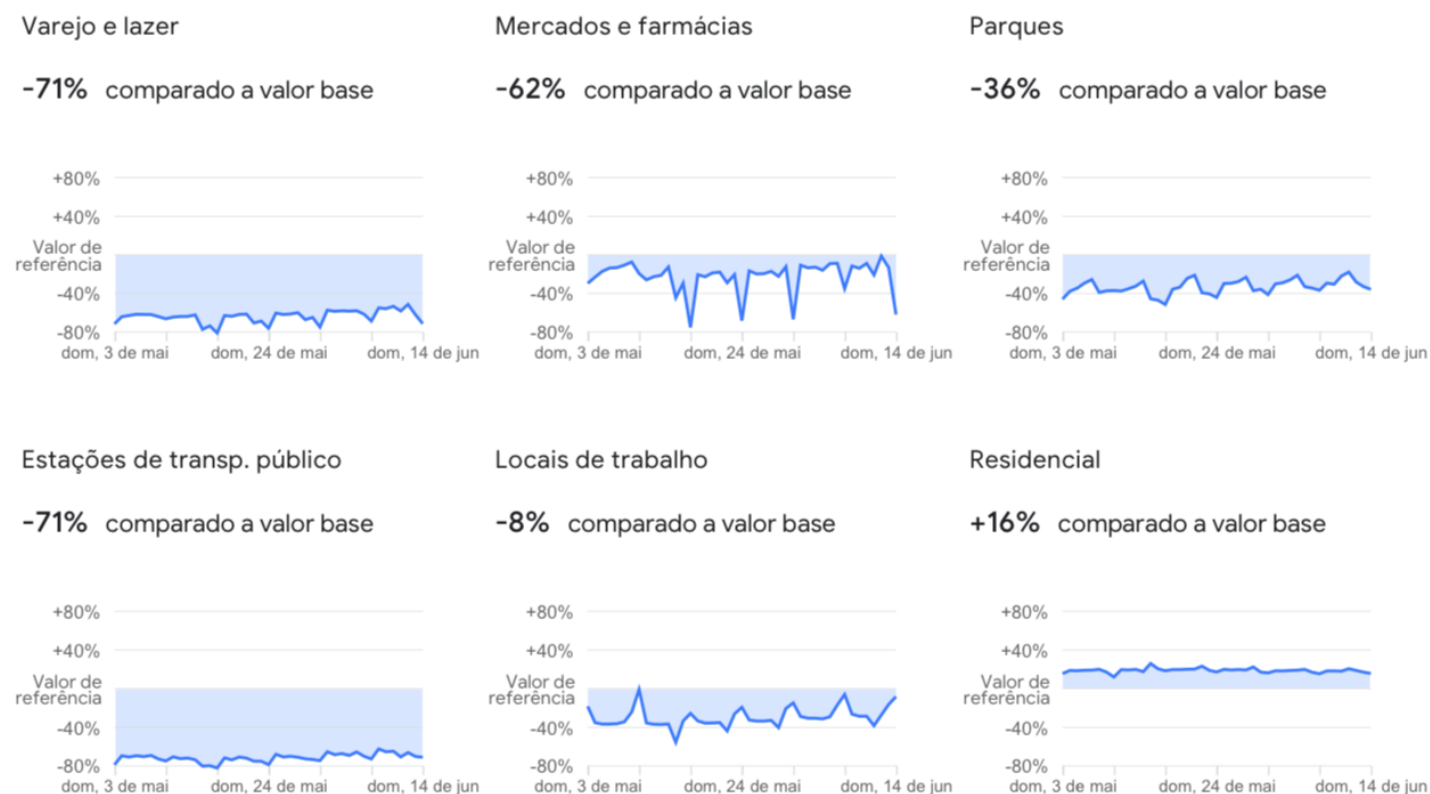 Varejo e lazer
-71% comparado a valor base
+80%
+40%
Valor de
referência
-40%
-80%
dom, 3 de mai
dom, 24 de mai
dom, 14 de jun
Mercados e farmácias
-62% comparado a valor base
+80%
+40%
Valor de
referência
-40%
-80%
dom, 3 de mai
dom, 24 de mai
dom, 14 de jun
Parques
-36% comparado a valor base
+80%
+40%
Valor de
referência
-40%
-80%
dom, 3 de mai
dom, 24 de mai
dom, 14 de jun
Estações de transp. público
-71% comparado a valor base
+80%
+40%
Valor de
referência
-40%
-80%
dom, 3 de mai
dom, 24 de mai
dom, 14 de jun
Locais de trabalho
-8% comparado a valor base
+80%
+40%
Valor de
referência
-40%
-80%
dom, 3 de mai
dom, 24 de mai
dom, 14 de jun
Residencial
+16% comparado a valor base
+80%
+40%
Valor de
referência
-40%
-80%
dom, 3 de mai
dom, 24 de mai
dom, 14 de jun